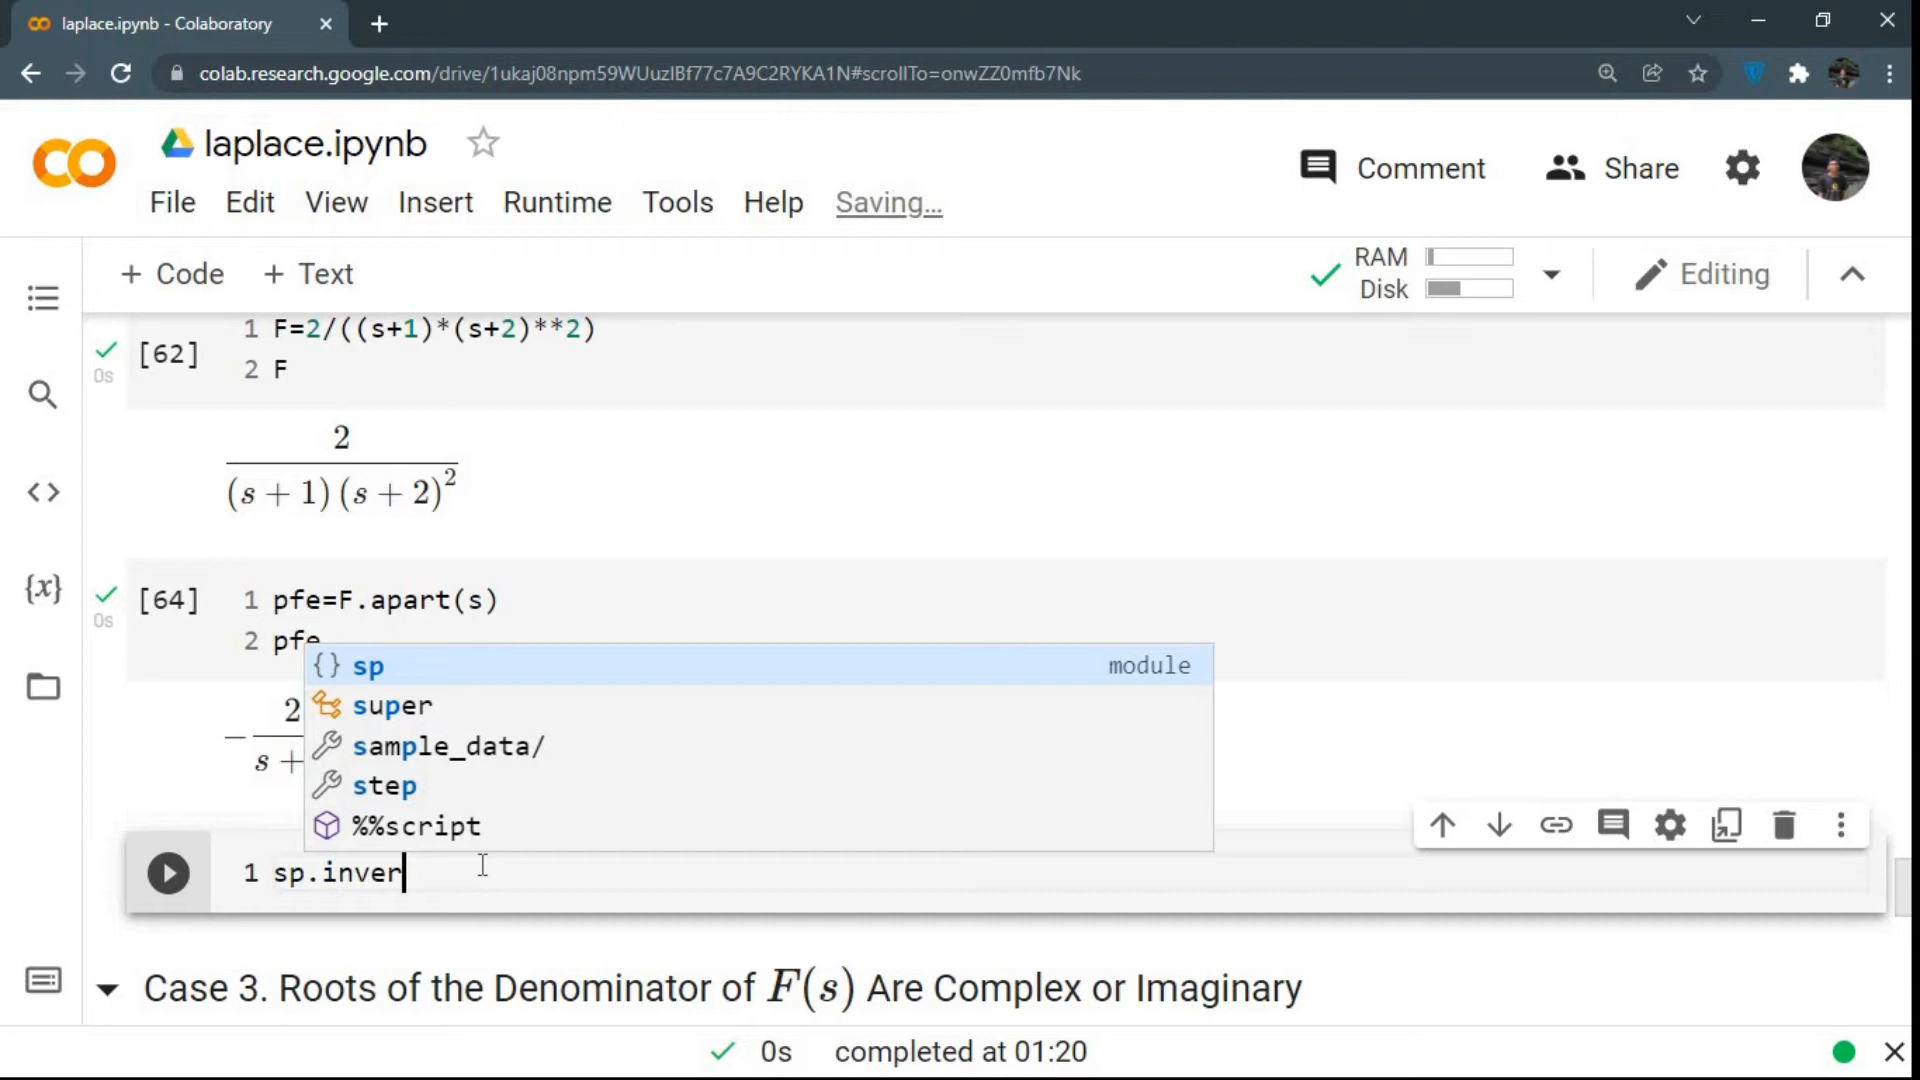 laplace.ipynb - Colaboratory
colab.research.google.com/drive/1ukaj08npm59WUuzIBf77c7A9C2RYKA1N#scrollTo=onwZZ0mfb7Nk
laplace.ipynb
Comment
Share
File Edit View Insert Runtime Tools Help Saving...
+ Code + Text
RAM
Disk
Editing
[62]
0s
1 F=2/((s+1)*(s+2)**2)
2 F
2
(s + 1) (s + 2)²
[64]
0s
1 pfe=F.apart(s)
2 pfe
{} sp module
super
sample_data/
step
%%script
2
−
s +
1 sp.inver
Case 3. Roots of the Denominator of F(s) Are Complex or Imaginary
0s completed at 01:20